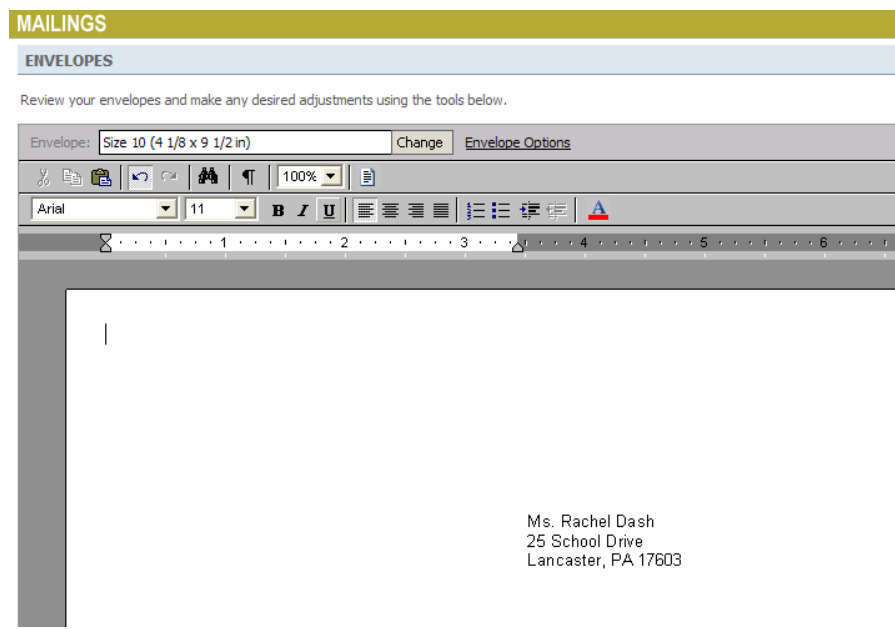 MAILINGS
ENVELOPES
Review your envelopes and make any desired adjustments using the tools below.
Envelope: Size 10 (4 1/8 x 9 1/2 in) Change Envelope Options
¶ 100%
Arial 11 B I U A
1 2 3 4 5 6
Ms. Rachel Dash
25 School Drive
Lancaster, PA 17603